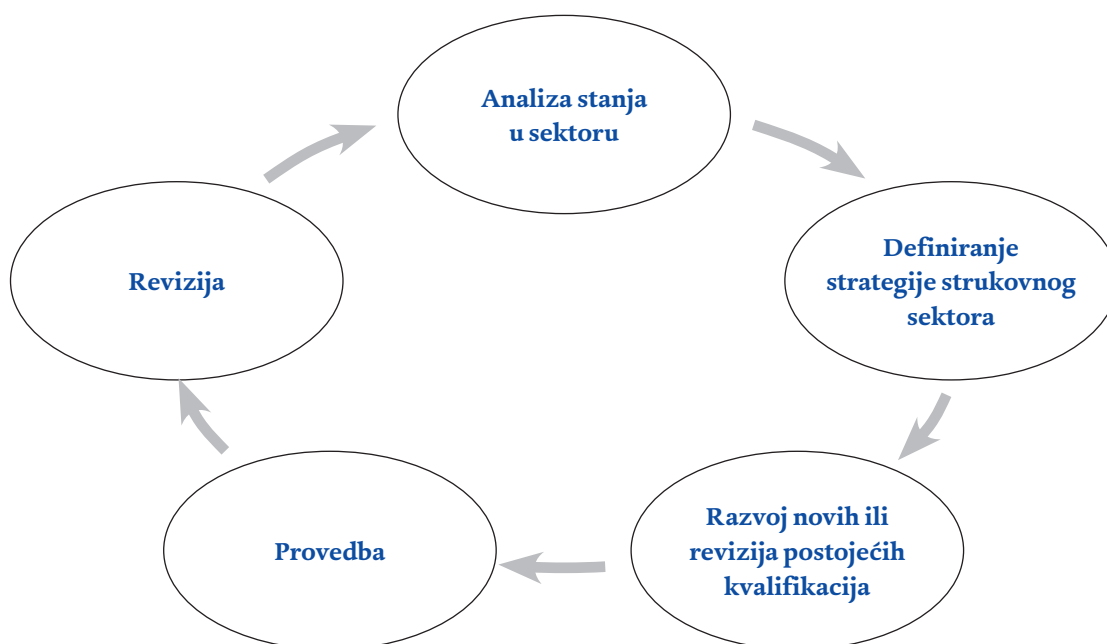 Analiza stanja
u sektoru
Definiranje
strategije strukovnog
sektora
Razvoj novih ili
revizija postojećih
kvalifikacija
Provedba
Revizija